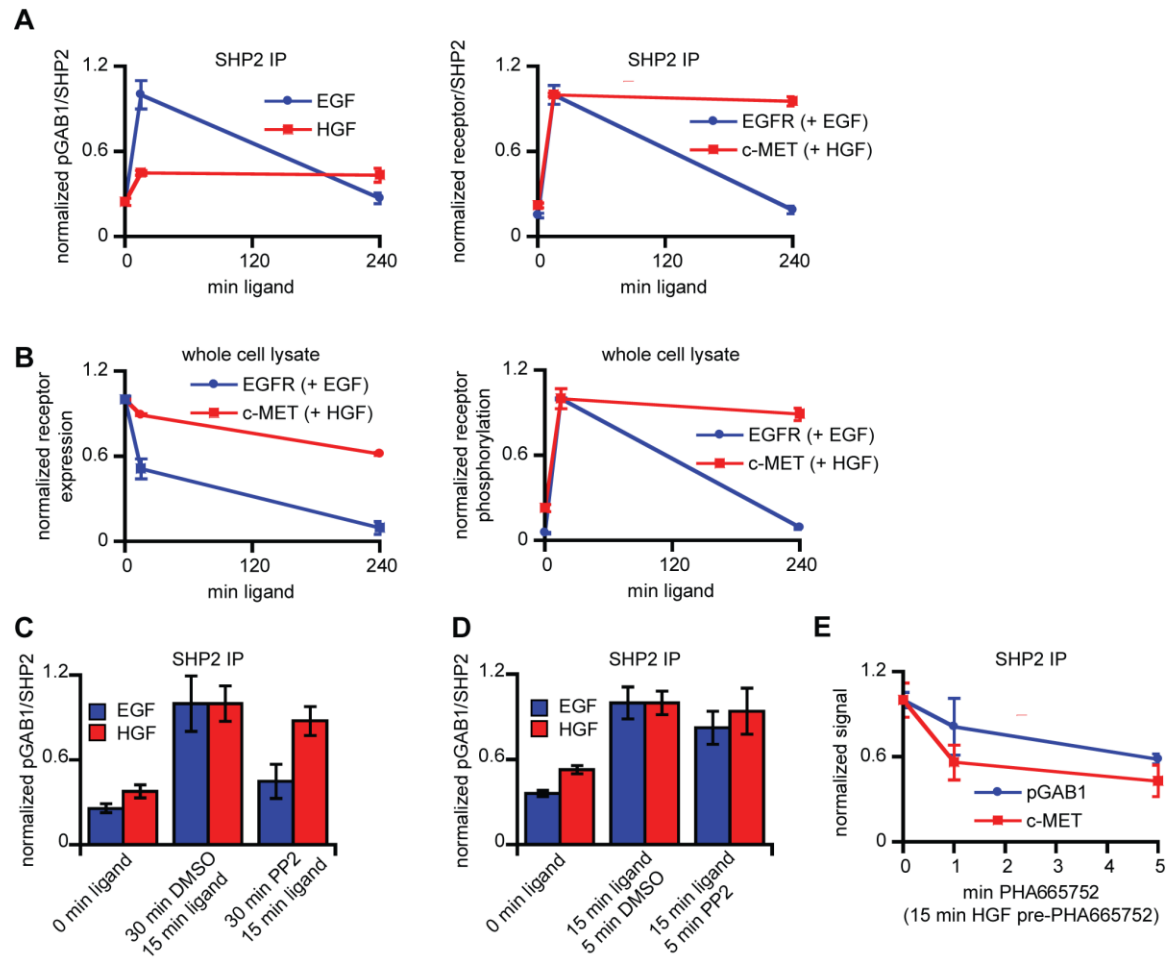 A
SHP2 IP
normalized pGAB1/SHP2
1.2
0.6
0
EGF
HGF
0
120
240
min ligand
SHP2 IP
normalized receptor/SHP2
1.2
0.6
0
EGFR (+ EGF)
c-MET (+ HGF)
0
120
240
min ligand
B
whole cell lysate
normalized receptor
expression
1.2
0.6
0
EGFR (+ EGF)
c-MET (+ HGF)
0
120
240
min ligand
whole cell lysate
normalized receptor
phosphorylation
1.2
0.6
0
EGFR (+ EGF)
c-MET (+ HGF)
0
120
240
min ligand
C
SHP2 IP
normalized pGAB1/SHP2
1.2
0.6
0
EGF
HGF
0 min ligand
30 min DMSO
15 min ligand
30 min PP2
15 min ligand
D
SHP2 IP
normalized pGAB1/SHP2
1.2
0.6
0
EGF
HGF
0 min ligand
15 min ligand
5 min DMSO
15 min ligand
5 min PP2
E
SHP2 IP
normalized signal
1.2
0.6
0
pGAB1
c-MET
0
1
2
3
4
5
min PHA665752
(15 min HGF pre-PHA665752)